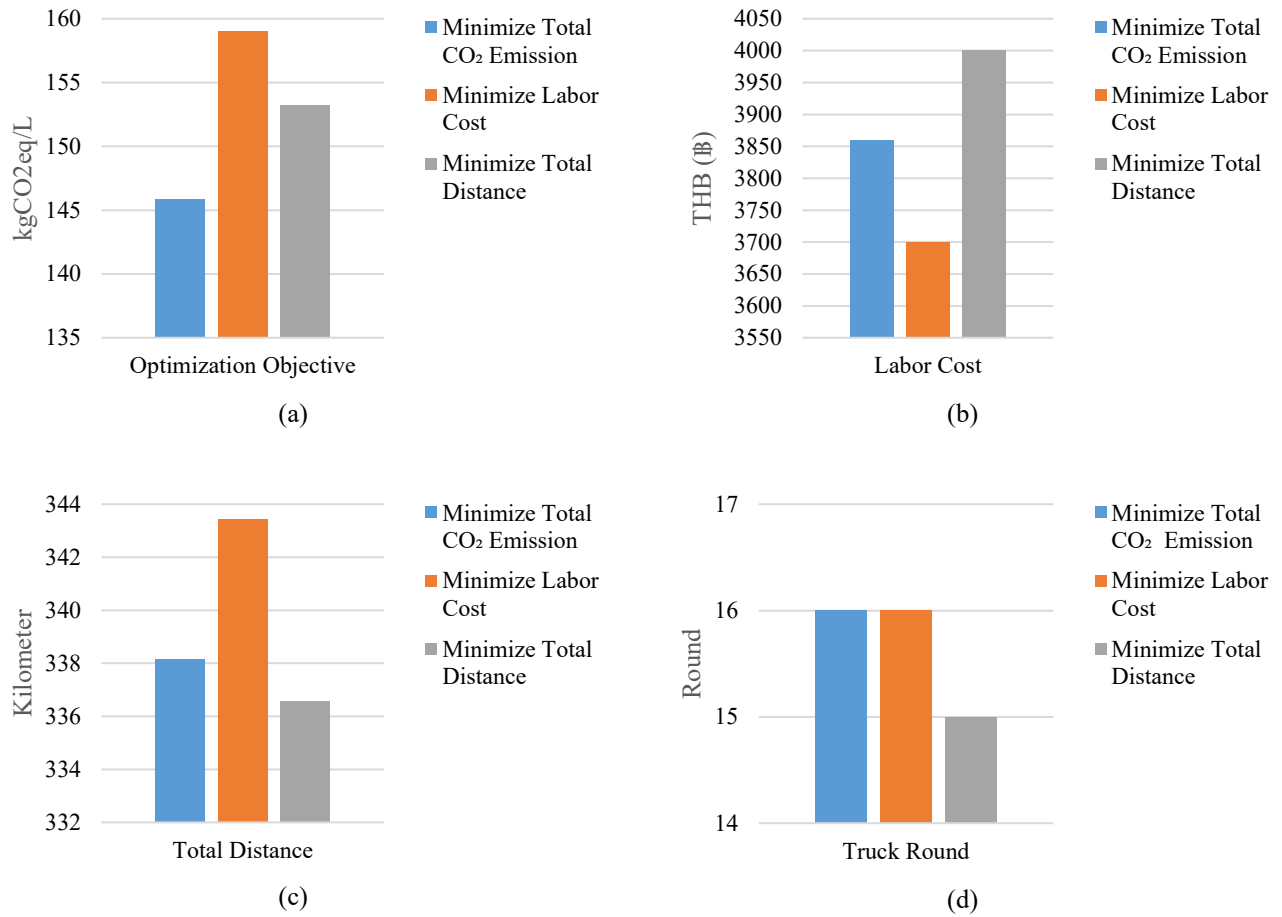 160
155
150
145
140
135
kgCO2eq/L
Optimization Objective
Minimize Total
CO₂ Emission
Minimize Labor
Cost
Minimize Total
Distance
(a)
4050
4000
3950
3900
3850
3800
3750
3700
3650
3600
3550
THB (฿)
Labor Cost
Minimize Total
CO₂ Emission
Minimize Labor
Cost
Minimize Total
Distance
(b)
344
342
340
338
336
334
332
Kilometer
Total Distance
Minimize Total
CO₂ Emission
Minimize Labor
Cost
Minimize Total
Distance
(c)
17
16
15
14
Round
Truck Round
Minimize Total
CO₂ Emission
Minimize Labor
Cost
Minimize Total
Distance
(d)